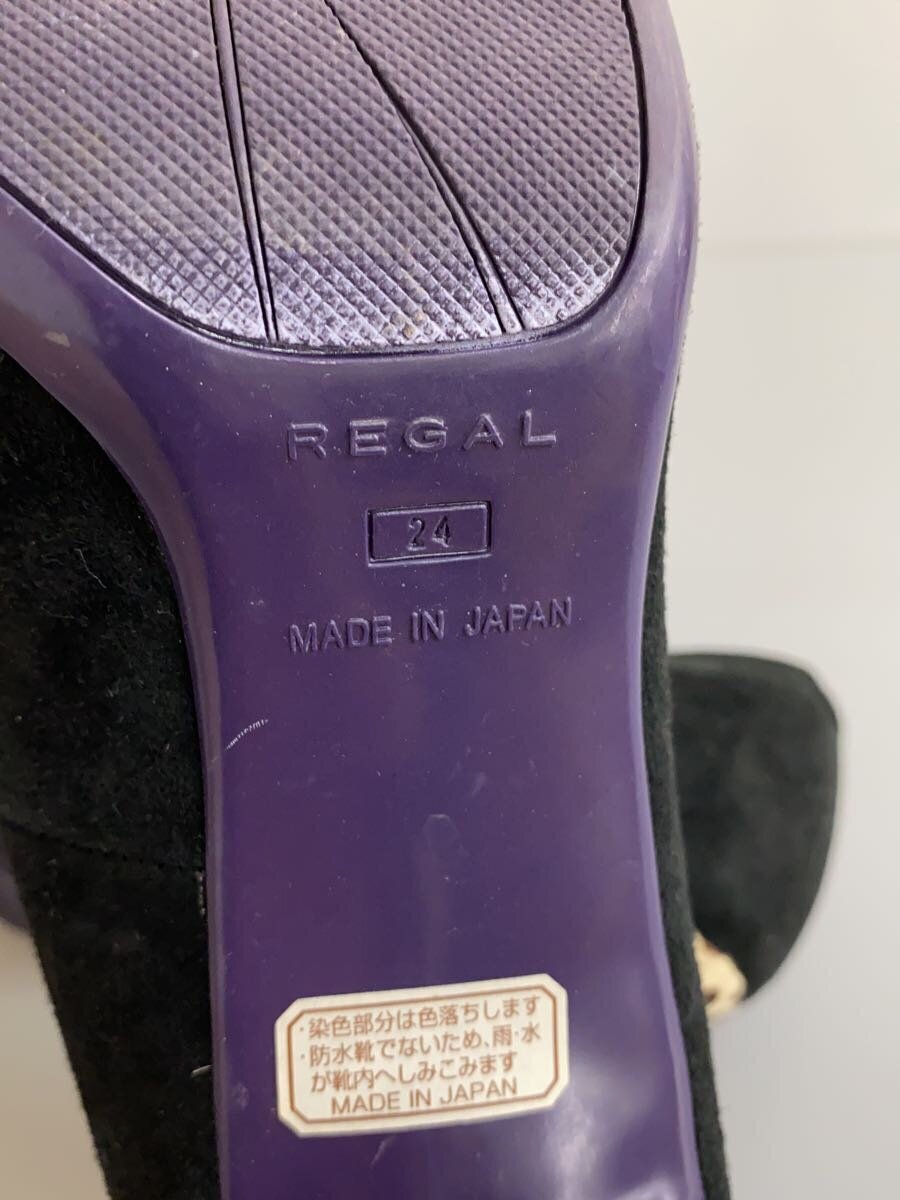 REGAL
24
MADE IN JAPAN
・染色部分は色落ちします
・防水靴でないため、雨・水
が靴内へしみこみます
MADE IN JAPAN